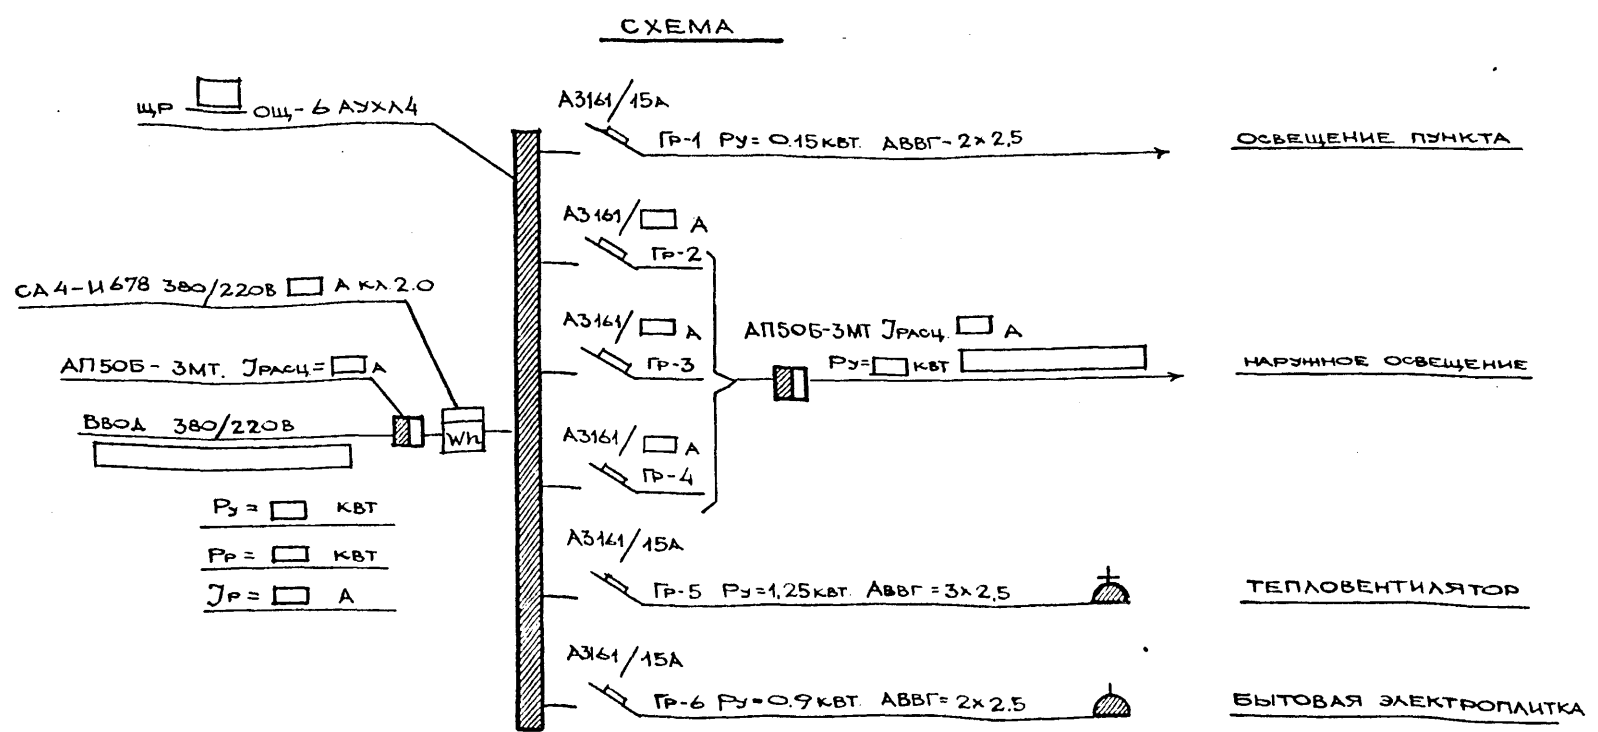 СХЕМА
ЩР ОЩ-6 АУХЛ4
А3161/15А
Гр-1 Ру=0.15квт. АВВГ-2×2,5
ОСВЕЩЕНИЕ ПУНКТА
А3161/ А
Гр-2
СА4-И678 380/220В А кл.2.0
А3161/ А
Гр-3
АП50Б-3МТ Iрасц. А
Ру= квт
НАРУЖНОЕ ОСВЕЩЕНИЕ
АП50Б-3МТ. Iрасц= А
ВВОД 380/220В
Wh
А3161/ А
Гр-4
Ру= квт
Рр= квт
Iр= А
А3161/15А
Гр-5 Ру=1,25квт. АВВГ=3×2,5
ТЕПЛОВЕНТИЛЯТОР
А3161/15А
Гр-6 Ру=0.9квт. АВВГ=2×2.5
БЫТОВАЯ ЭЛЕКТРОПЛИТКА